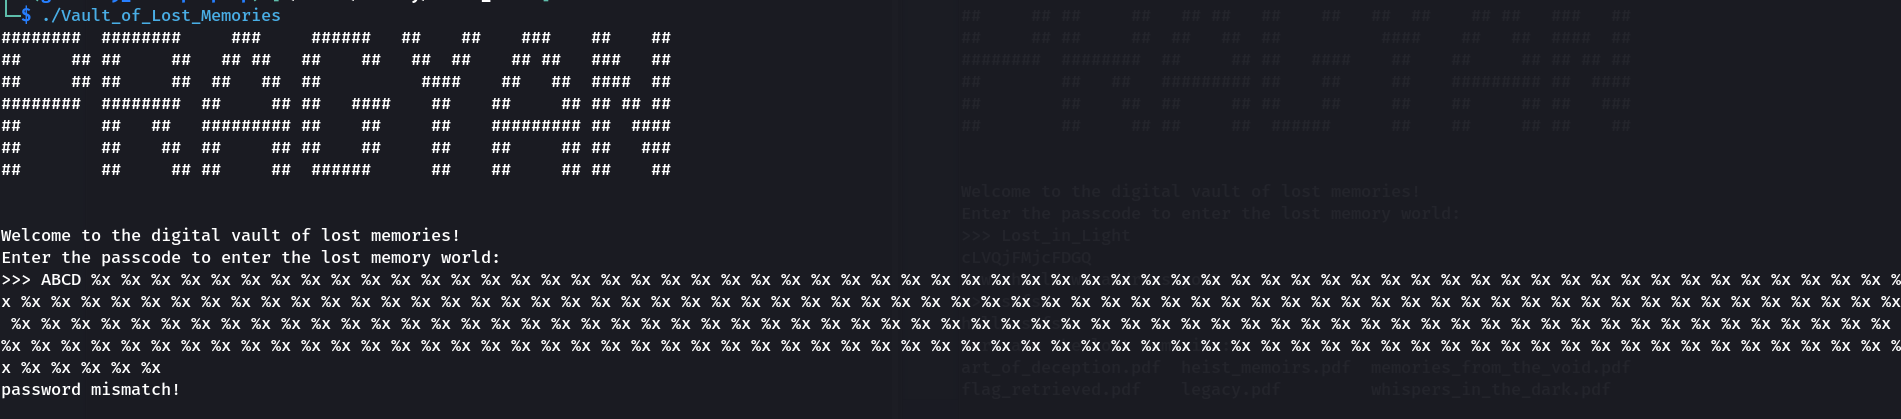 └─$ ./Vault_of_Lost_Memories
########  ########     ###     ######   ##    ##    ###    ##    ##
##     ## ##     ##   ## ##   ##    ##   ##  ##    ## ##   ###   ##
##     ## ##     ##  ##   ##  ##          ####    ##   ##  ####  ##
########  ########  ##     ## ##   ####    ##    ##     ## ## ## ##
##        ##   ##   ######### ##    ##     ##    ######### ##  ####
##        ##    ##  ##     ## ##    ##     ##    ##     ## ##   ###
##        ##     ## ##     ##  ######      ##    ##     ## ##    ##
Welcome to the digital vault of lost memories!
Enter the passcode to enter the lost memory world:
>>> ABCD %x %x %x %x %x %x %x %x %x %x %x %x %x %x %x %x %x %x %x %x %x %x %x %x %x %x %x %x %x %x %x %x %x %x %x %x %x %x %x %x %x %x %x %x %x %x %x %x %x %x %x %x %x %x %x %x %x %x %x %x %
x %x %x %x %x %x %x %x %x %x %x %x %x %x %x %x %x %x %x %x %x %x %x %x %x %x %x %x %x %x %x %x %x %x %x %x %x %x %x %x %x %x %x %x %x %x %x %x %x %x %x %x %x %x %x %x %x %x %x %x %x %x %x %x
 %x %x %x %x %x %x %x %x %x %x %x %x %x %x %x %x %x %x %x %x %x %x %x %x %x %x %x %x %x %x %x %x %x %x %x %x %x %x %x %x %x %x %x %x %x %x %x %x %x %x %x %x %x %x %x %x %x %x %x %x %x %x %x
%x %x %x %x %x %x %x %x %x %x %x %x %x %x %x %x %x %x %x %x %x %x %x %x %x %x %x %x %x %x %x %x %x %x %x %x %x %x %x %x %x %x %x %x %x %x %x %x %x %x %x %x %x %x %x %x %x %x %x %x %x %x %x %
x %x %x %x %x %x
password mismatch!
Welcome to the digital vault of lost memories!
Enter the passcode to enter the lost memory world:
>>> Lost_in_Light
art_of_deception.pdf  heist_memoirs.pdf  memories_from_the_void.pdf
flag_retrieved.pdf    legacy.pdf         whispers_in_the_dark.pdf